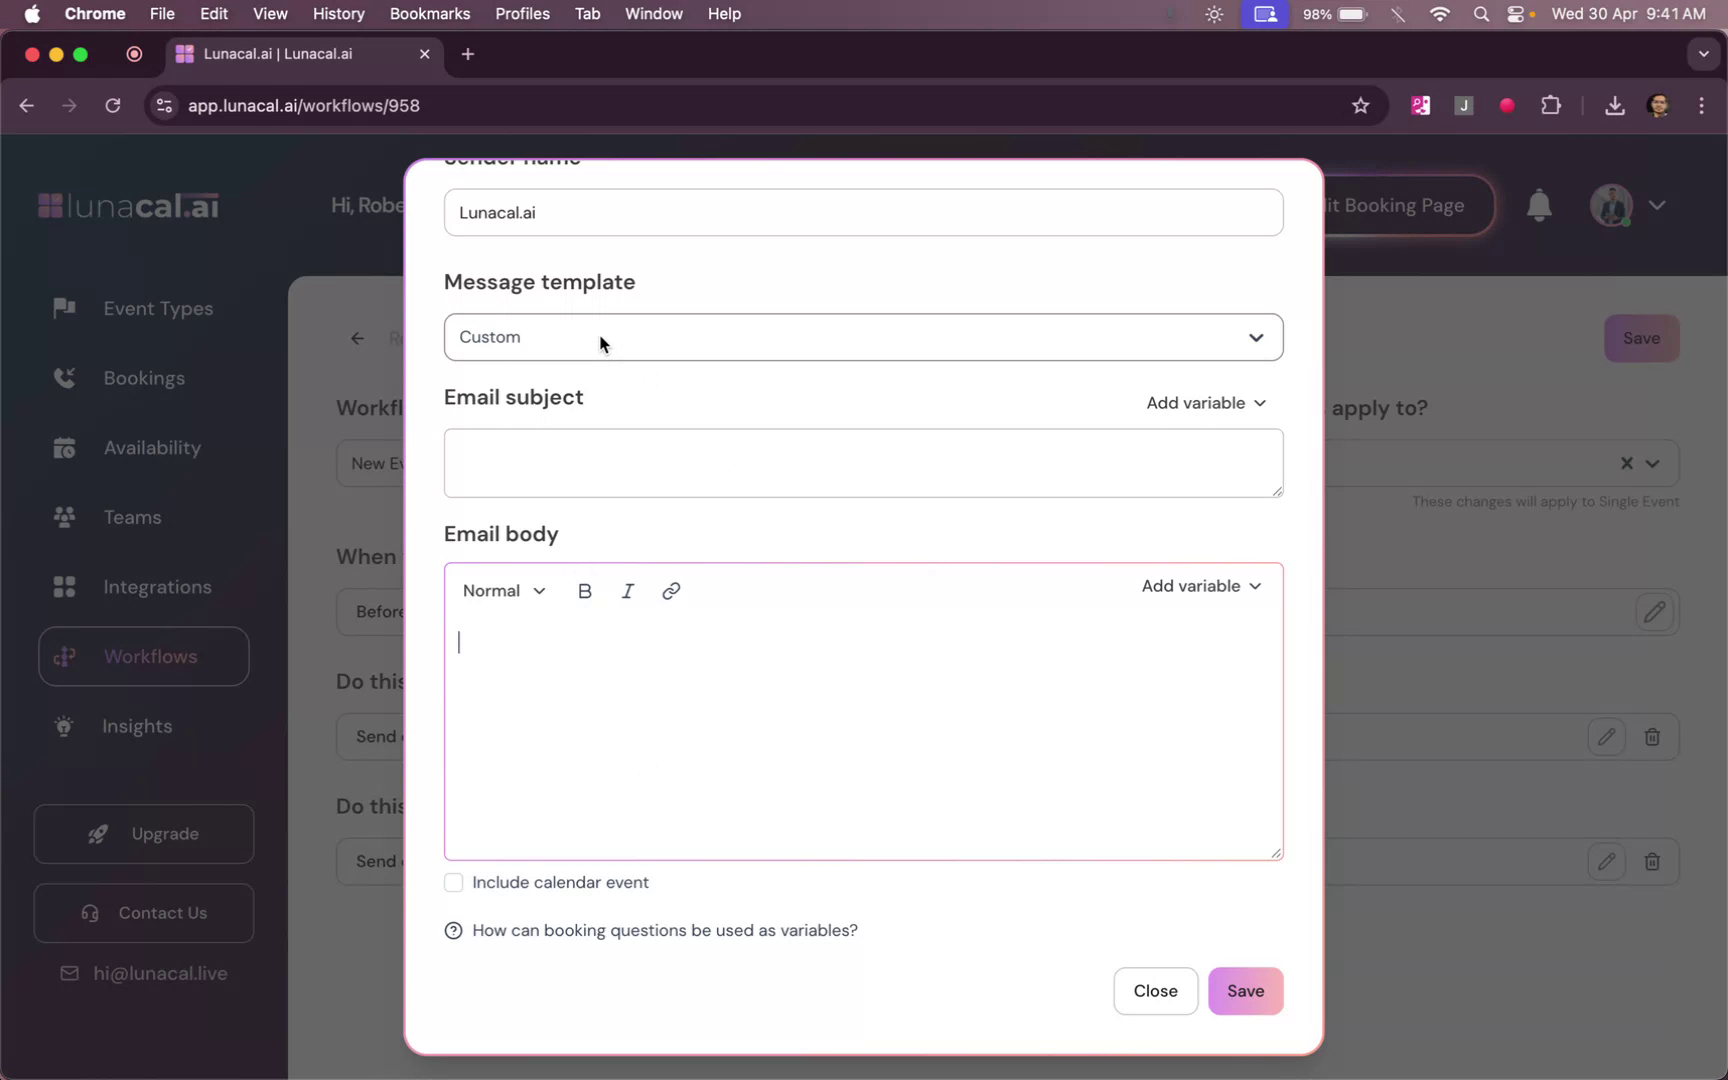 Chrome File Edit View History Bookmarks Profiles Tab Window Help 98% Wed 30 Apr 9:41 AM
Lunacal.ai | Lunacal.ai
app.lunacal.ai/workflows/958
J
lunacal.ai
Hi, Robe
it Booking Page
Event Types
Bookings
Availability
Teams
Integrations
Workflows
Insights
Upgrade
Contact Us
hi@lunacal.live
Save
Workfl
apply to?
New Ev
These changes will apply to Single Event
When
Before
Do this
Send
Do this
Send
Sender name
Lunacal.ai
Message template
Custom
Email subject
Add variable
Email body
Normal B I
Add variable
Include calendar event
How can booking questions be used as variables?
Close
Save